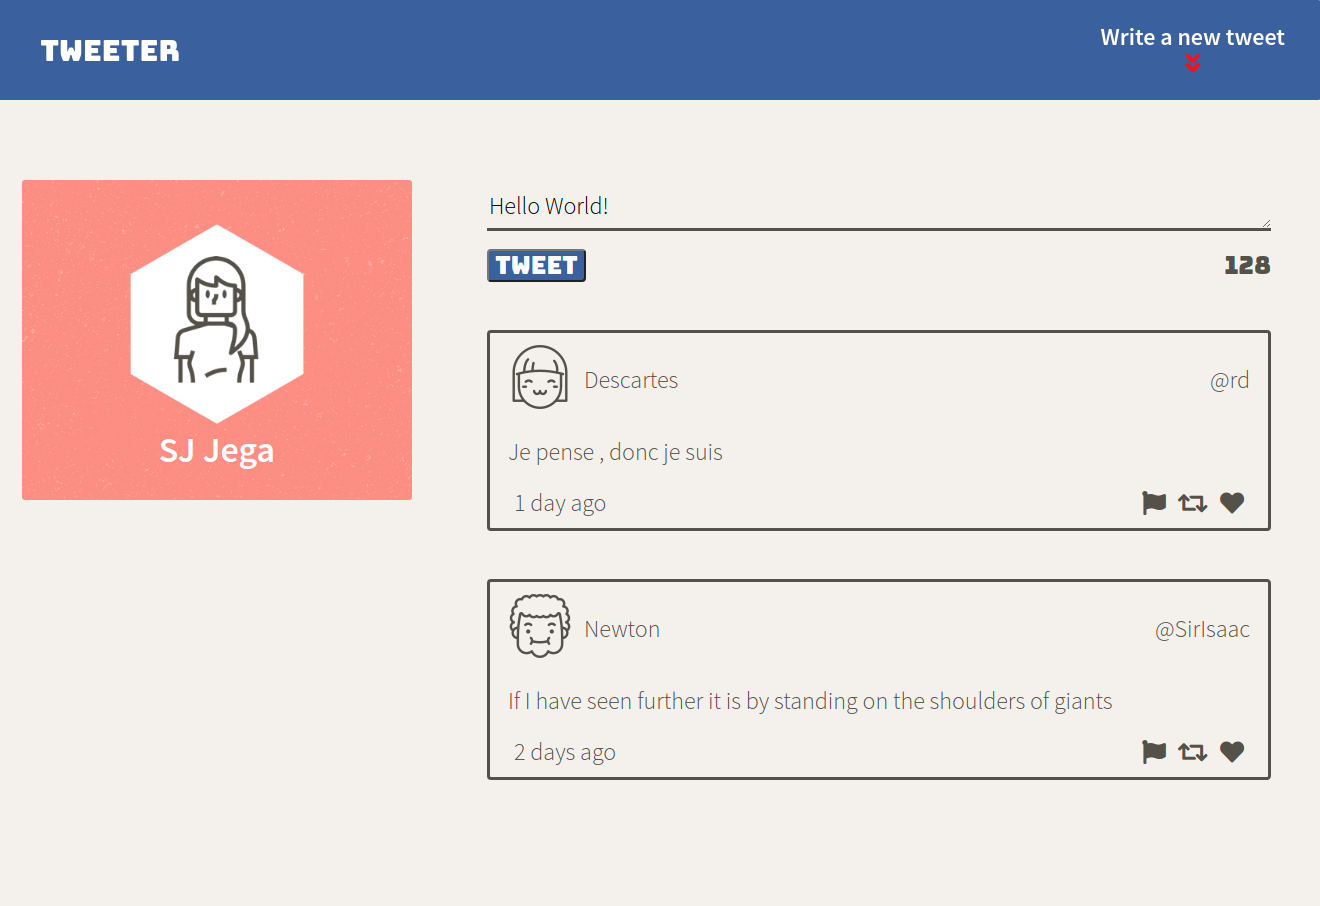 TWEETER
Write a new tweet
SJ Jega
Hello World!
TWEET
128
Descartes
@rd
Je pense , donc je suis
1 day ago
Newton
@SirIsaac
If I have seen further it is by standing on the shoulders of giants
2 days ago